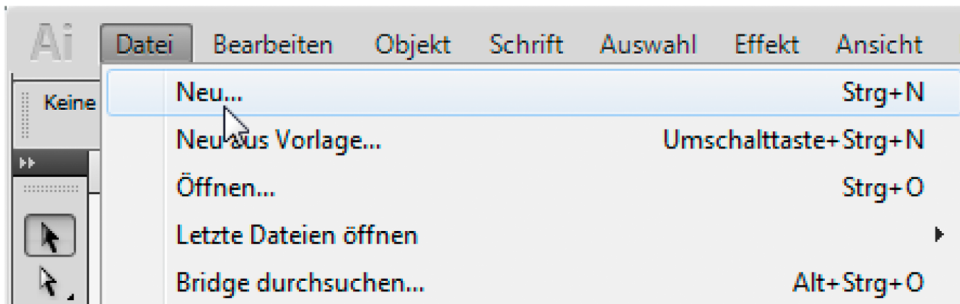 Ai Datei Bearbeiten Objekt Schrift Auswahl Effekt Ansicht
Keine
Neu... Strg+N
Neu aus Vorlage... Umschalttaste+Strg+N
Öffnen... Strg+O
Letzte Dateien öffnen
Bridge durchsuchen... Alt+Strg+O